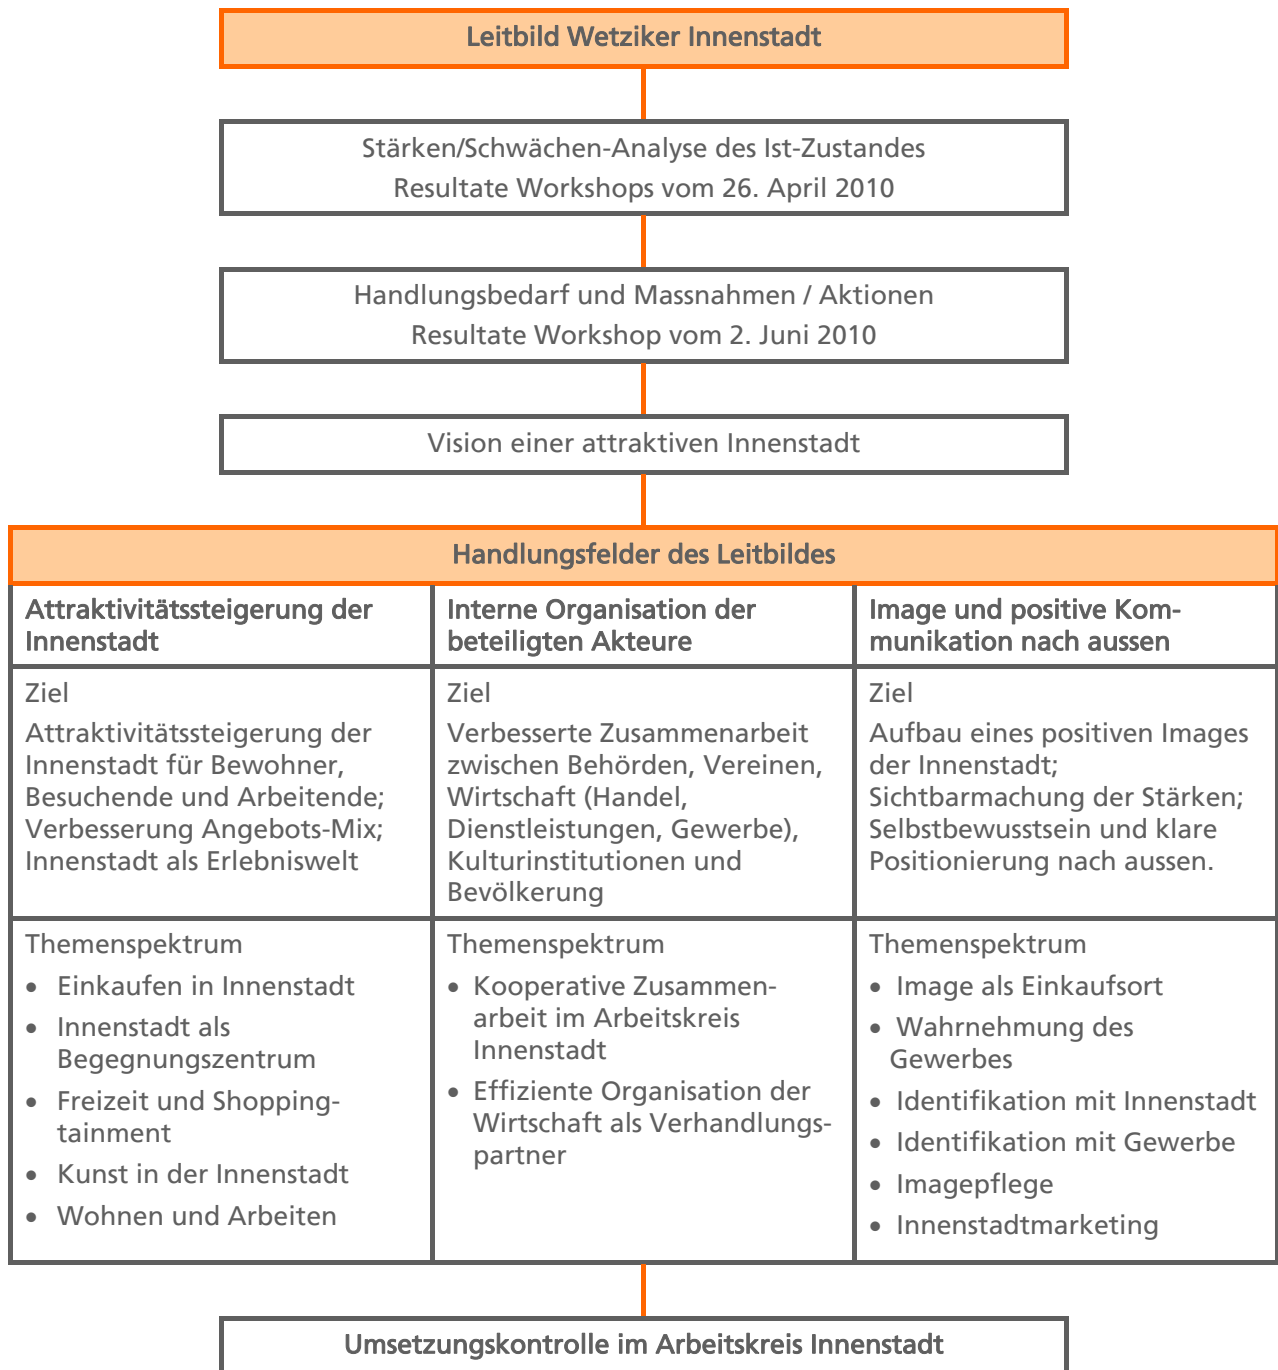 Leitbild Wetziker Innenstadt
Stärken/Schwächen-Analyse des Ist-Zustandes
Resultate Workshops vom 26. April 2010
Handlungsbedarf und Massnahmen / Aktionen
Resultate Workshop vom 2. Juni 2010
Vision einer attraktiven Innenstadt
Handlungsfelder des Leitbildes
Attraktivitätssteigerung der
Innenstadt
Ziel
Attraktivitätssteigerung der
Innenstadt für Bewohner,
Besuchende und Arbeitende;
Verbesserung Angebots-Mix;
Innenstadt als Erlebniswelt
Themenspektrum
• Einkaufen in Innenstadt
• Innenstadt als
Begegnungszentrum
• Freizeit und Shopping-
tainment
• Kunst in der Innenstadt
• Wohnen und Arbeiten
Interne Organisation der
beteiligten Akteure
Ziel
Verbesserte Zusammenarbeit
zwischen Behörden, Vereinen,
Wirtschaft (Handel,
Dienstleistungen, Gewerbe),
Kulturinstitutionen und
Bevölkerung
Themenspektrum
• Kooperative Zusammen-
arbeit im Arbeitskreis
Innenstadt
• Effiziente Organisation der
Wirtschaft als Verhandlungs-
partner
Image und positive Kom-
munikation nach aussen
Ziel
Aufbau eines positiven Images
der Innenstadt;
Sichtbarmachung der Stärken;
Selbstbewusstsein und klare
Positionierung nach aussen.
Themenspektrum
• Image als Einkaufsort
• Wahrnehmung des
Gewerbes
• Identifikation mit Innenstadt
• Identifikation mit Gewerbe
• Imagepflege
• Innenstadtmarketing
Umsetzungskontrolle im Arbeitskreis Innenstadt